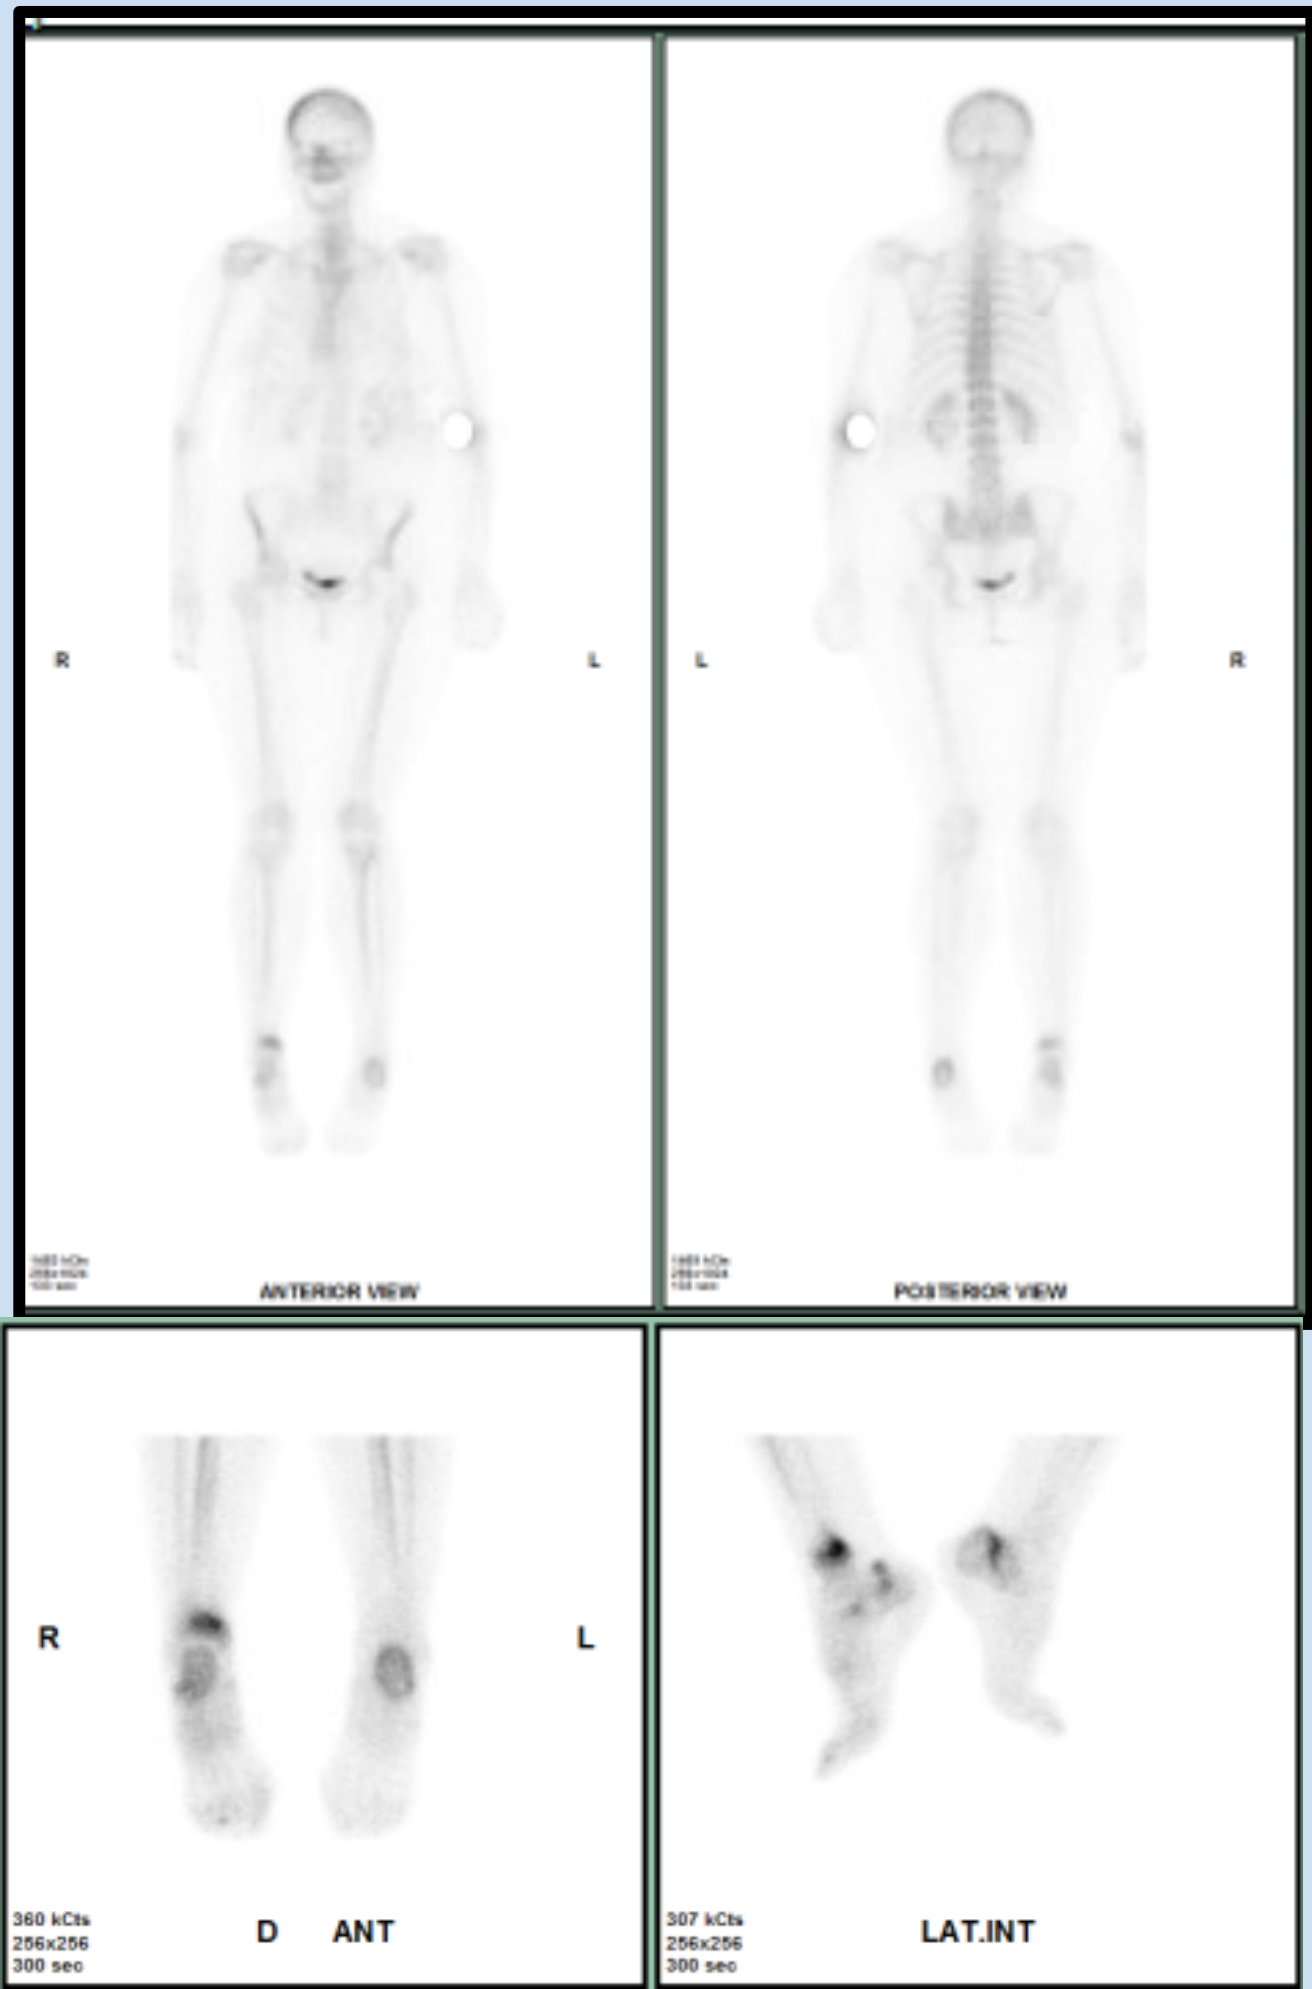 R
L
L
R
ANTERIOR VIEW
POSTERIOR VIEW
R
L
360 kCts
256x256
300 sec
D ANT
307 kCts
256x256
300 sec
LAT.INT